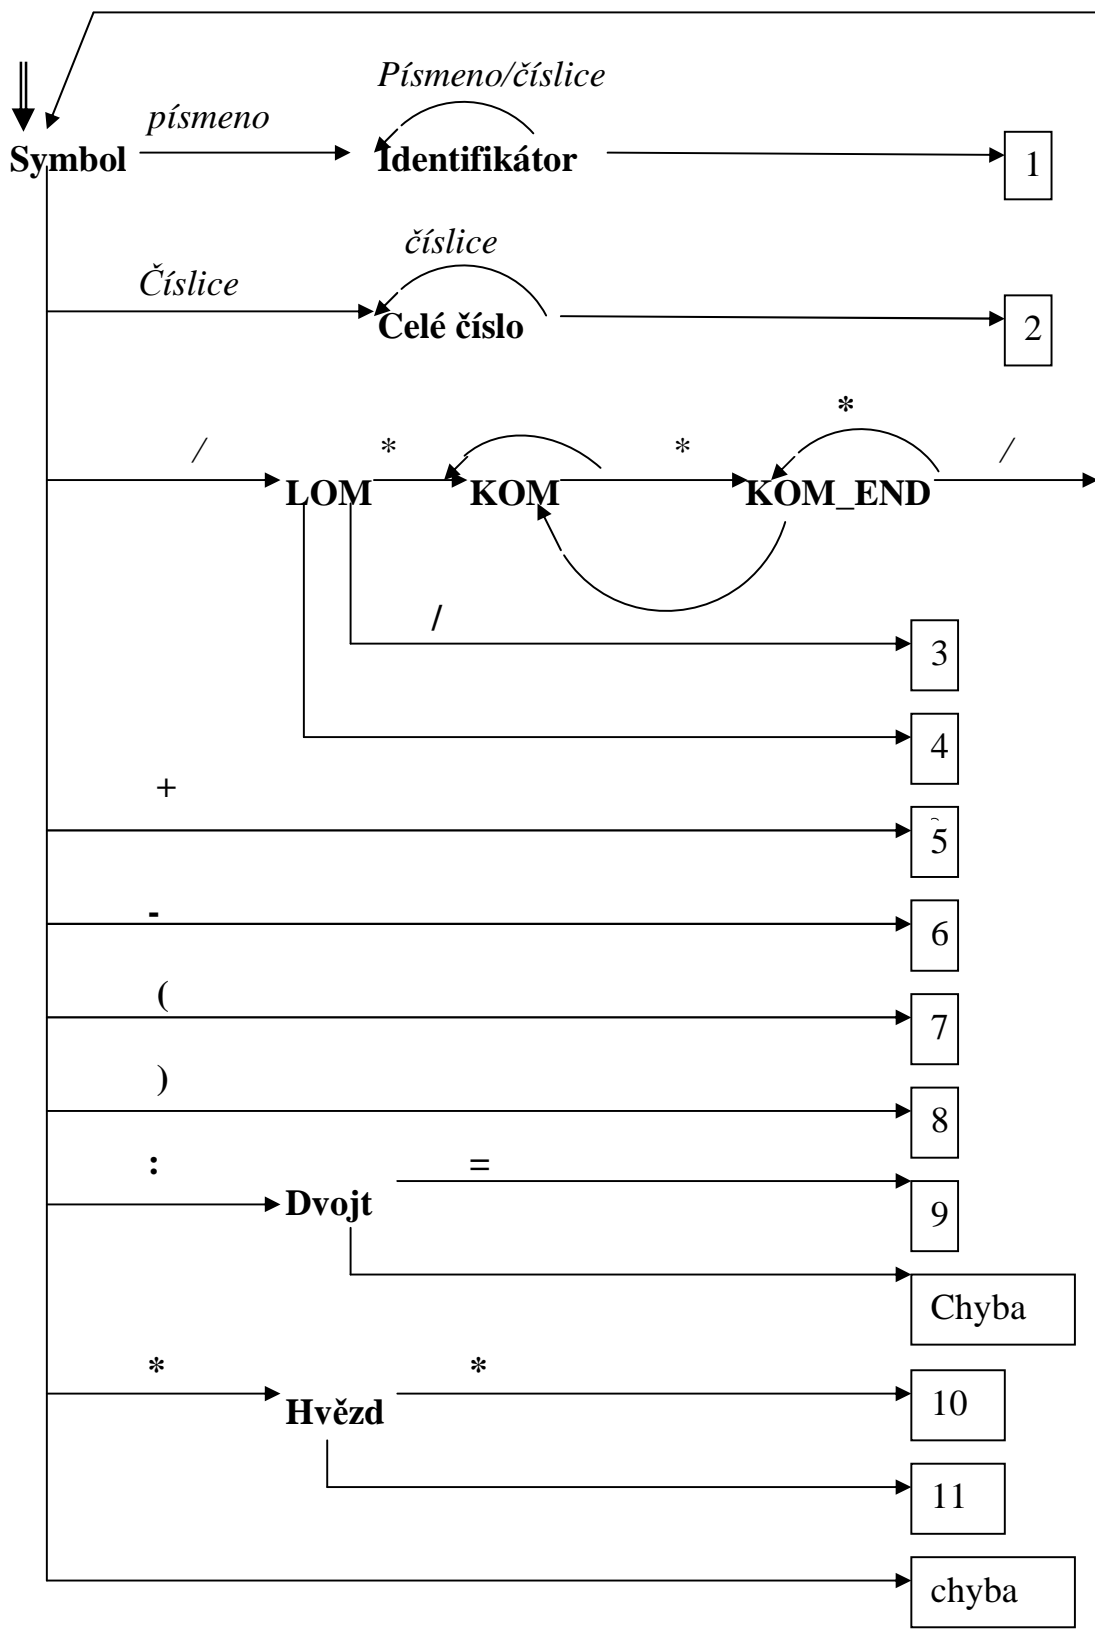 Písmeno/číslice
písmeno
Symbol Identifikátor 1
číslice
Číslice
Celé číslo 2
*
/ * * /
LOM KOM KOM_END
/
3
4
+
5
-
6
(
7
)
8
: =
Dvojt 9
Chyba
* *
Hvězd 10
11
chyba